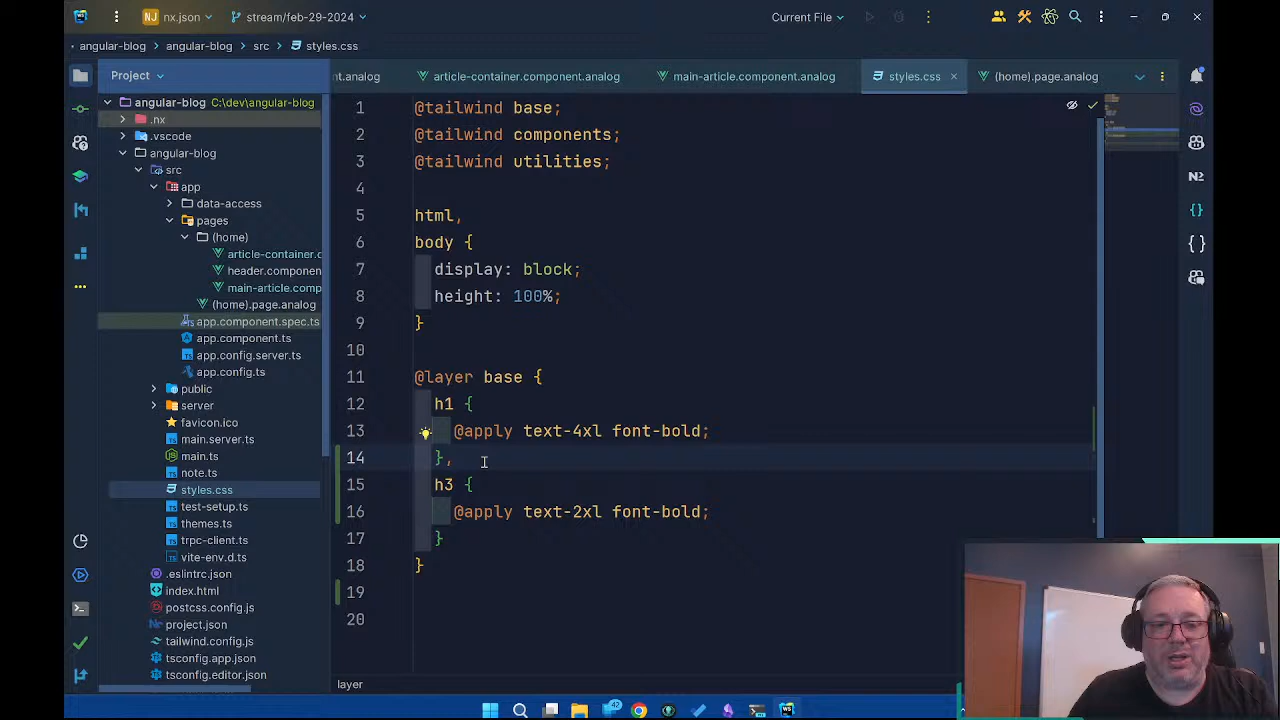 NJ nx.json stream/feb-29-2024 Current File
angular-blog angular-blog src styles.css
Project
nt.analog article-container.component.analog main-article.component.analog styles.css (home).page.analog
angular-blog C:\dev\angular-blog
.nx
.vscode
angular-blog
src
app
data-access
pages
(home)
article-container.c
header.componen
main-article.comp
(home).page.analog
app.component.spec.ts
app.component.ts
app.config.server.ts
app.config.ts
public
server
favicon.ico
main.server.ts
main.ts
note.ts
styles.css
test-setup.ts
themes.ts
trpc-client.ts
vite-env.d.ts
.eslintrc.json
index.html
postcss.config.js
project.json
tailwind.config.js
tsconfig.app.json
tsconfig.editor.json
1 @tailwind base;
2 @tailwind components;
3 @tailwind utilities;
4
5 html,
6 body {
7 display: block;
8 height: 100%;
9 }
10
11 @layer base {
12 h1 {
13 @apply text-4xl font-bold;
14 },
15 h3 {
16 @apply text-2xl font-bold;
17 }
18 }
19
20
layer
N2
WS